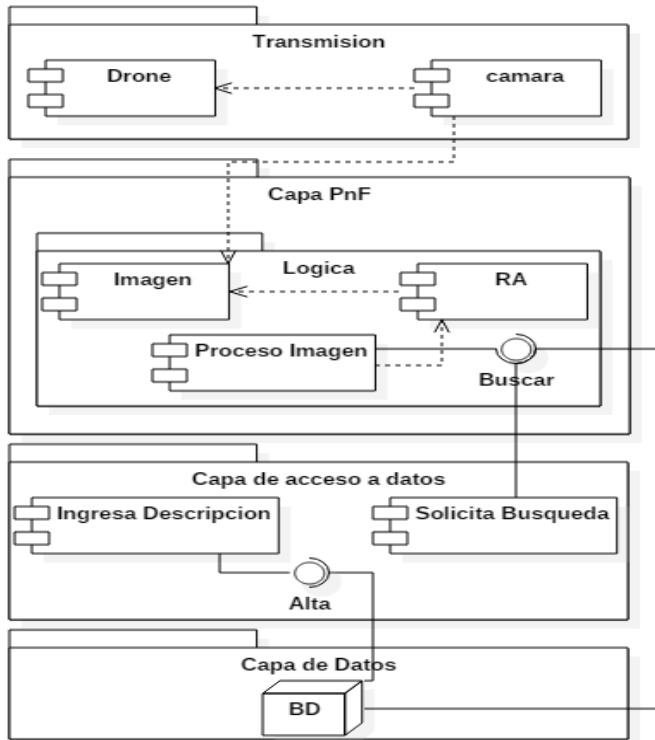 Transmision
Drone
camara
Capa PnF
Imagen
Logica
RA
Proceso Imagen
Buscar
Capa de acceso a datos
Ingresa Descripcion
Solicita Busqueda
Alta
Capa de Datos
BD